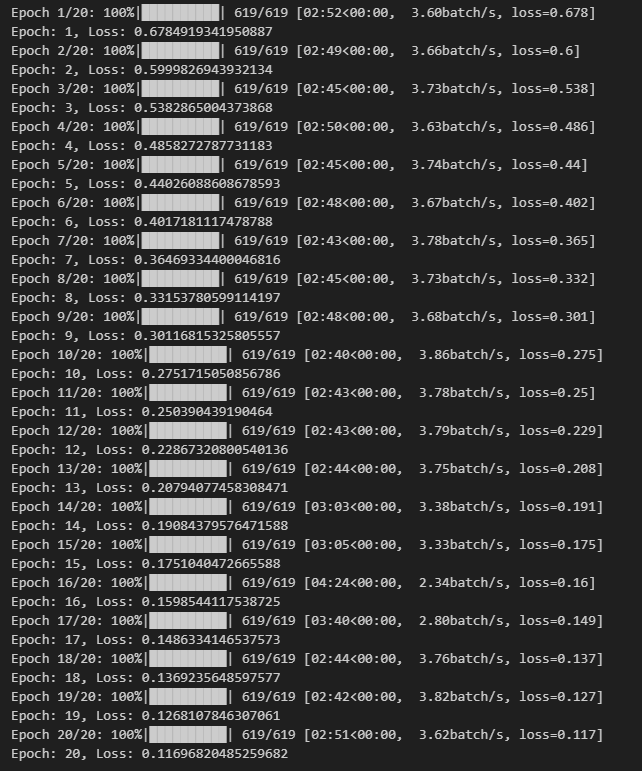 Epoch 1/20: 100%|██████████| 619/619 [02:52<00:00,  3.60batch/s, loss=0.678]
Epoch: 1, Loss: 0.6784919341950887
Epoch 2/20: 100%|██████████| 619/619 [02:49<00:00,  3.66batch/s, loss=0.6]
Epoch: 2, Loss: 0.5999826943932134
Epoch 3/20: 100%|██████████| 619/619 [02:45<00:00,  3.73batch/s, loss=0.538]
Epoch: 3, Loss: 0.5382865004373868
Epoch 4/20: 100%|██████████| 619/619 [02:50<00:00,  3.63batch/s, loss=0.486]
Epoch: 4, Loss: 0.4858272787731183
Epoch 5/20: 100%|██████████| 619/619 [02:45<00:00,  3.74batch/s, loss=0.44]
Epoch: 5, Loss: 0.44026088608678593
Epoch 6/20: 100%|██████████| 619/619 [02:48<00:00,  3.67batch/s, loss=0.402]
Epoch: 6, Loss: 0.4017181117478788
Epoch 7/20: 100%|██████████| 619/619 [02:43<00:00,  3.78batch/s, loss=0.365]
Epoch: 7, Loss: 0.36469334400046816
Epoch 8/20: 100%|██████████| 619/619 [02:45<00:00,  3.73batch/s, loss=0.332]
Epoch: 8, Loss: 0.33153780599114197
Epoch 9/20: 100%|██████████| 619/619 [02:48<00:00,  3.68batch/s, loss=0.301]
Epoch: 9, Loss: 0.30116815325805557
Epoch 10/20: 100%|██████████| 619/619 [02:40<00:00,  3.86batch/s, loss=0.275]
Epoch: 10, Loss: 0.2751715050856786
Epoch 11/20: 100%|██████████| 619/619 [02:43<00:00,  3.78batch/s, loss=0.25]
Epoch: 11, Loss: 0.250390439190464
Epoch 12/20: 100%|██████████| 619/619 [02:43<00:00,  3.79batch/s, loss=0.229]
Epoch: 12, Loss: 0.22867320800540136
Epoch 13/20: 100%|██████████| 619/619 [02:44<00:00,  3.75batch/s, loss=0.208]
Epoch: 13, Loss: 0.20794077458308471
Epoch 14/20: 100%|██████████| 619/619 [03:03<00:00,  3.38batch/s, loss=0.191]
Epoch: 14, Loss: 0.19084379576471588
Epoch 15/20: 100%|██████████| 619/619 [03:05<00:00,  3.33batch/s, loss=0.175]
Epoch: 15, Loss: 0.1751040472665588
Epoch 16/20: 100%|██████████| 619/619 [04:24<00:00,  2.34batch/s, loss=0.16]
Epoch: 16, Loss: 0.1598544117538725
Epoch 17/20: 100%|██████████| 619/619 [03:40<00:00,  2.80batch/s, loss=0.149]
Epoch: 17, Loss: 0.1486334146537573
Epoch 18/20: 100%|██████████| 619/619 [02:44<00:00,  3.76batch/s, loss=0.137]
Epoch: 18, Loss: 0.1369235648597577
Epoch 19/20: 100%|██████████| 619/619 [02:42<00:00,  3.82batch/s, loss=0.127]
Epoch: 19, Loss: 0.1268107846307061
Epoch 20/20: 100%|██████████| 619/619 [02:51<00:00,  3.62batch/s, loss=0.117]
Epoch: 20, Loss: 0.11696820485259682